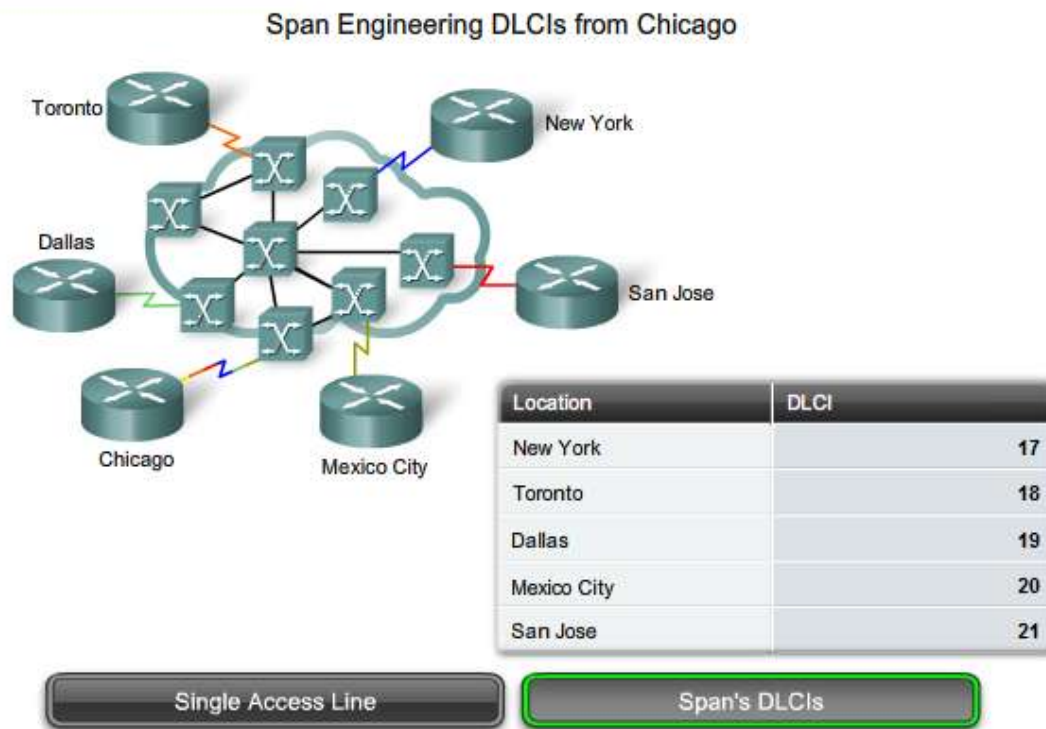 Span Engineering DLCIs from Chicago
Toronto
New York
Dallas
San Jose
Chicago
Mexico City
Location DLCI
New York 17
Toronto 18
Dallas 19
Mexico City 20
San Jose 21
Single Access Line
Span's DLCIs